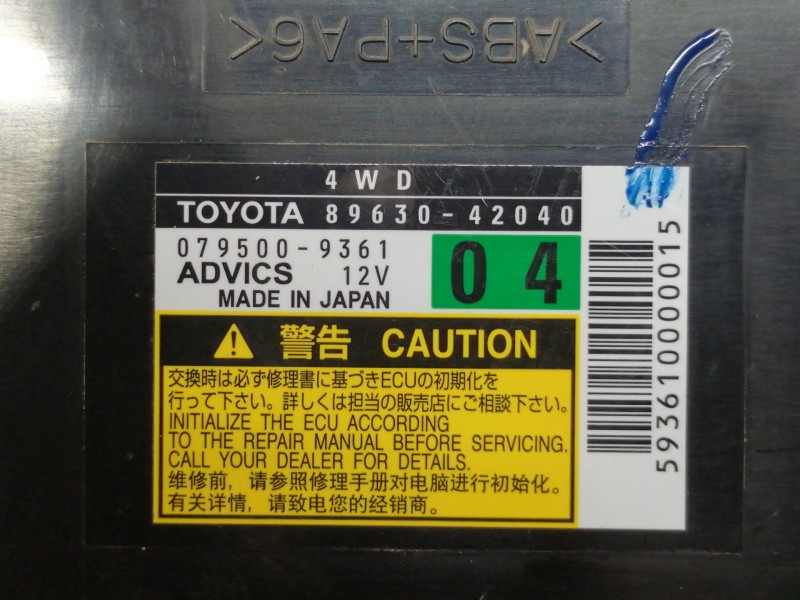 >ABS+PA6<
4WD
TOYOTA 89630-42040
079500-9361
ADVICS 12V
MADE IN JAPAN
04
5936100000015
警告 CAUTION
交換時は必ず修理書に基づきECUの初期化を
行って下さい。詳しくは担当の販売店にご相談下さい。
INITIALIZE THE ECU ACCORDING
TO THE REPAIR MANUAL BEFORE SERVICING.
CALL YOUR DEALER FOR DETAILS.
维修前，请参照修理手册对电脑进行初始化。
有关详情，请致电您的经销商。